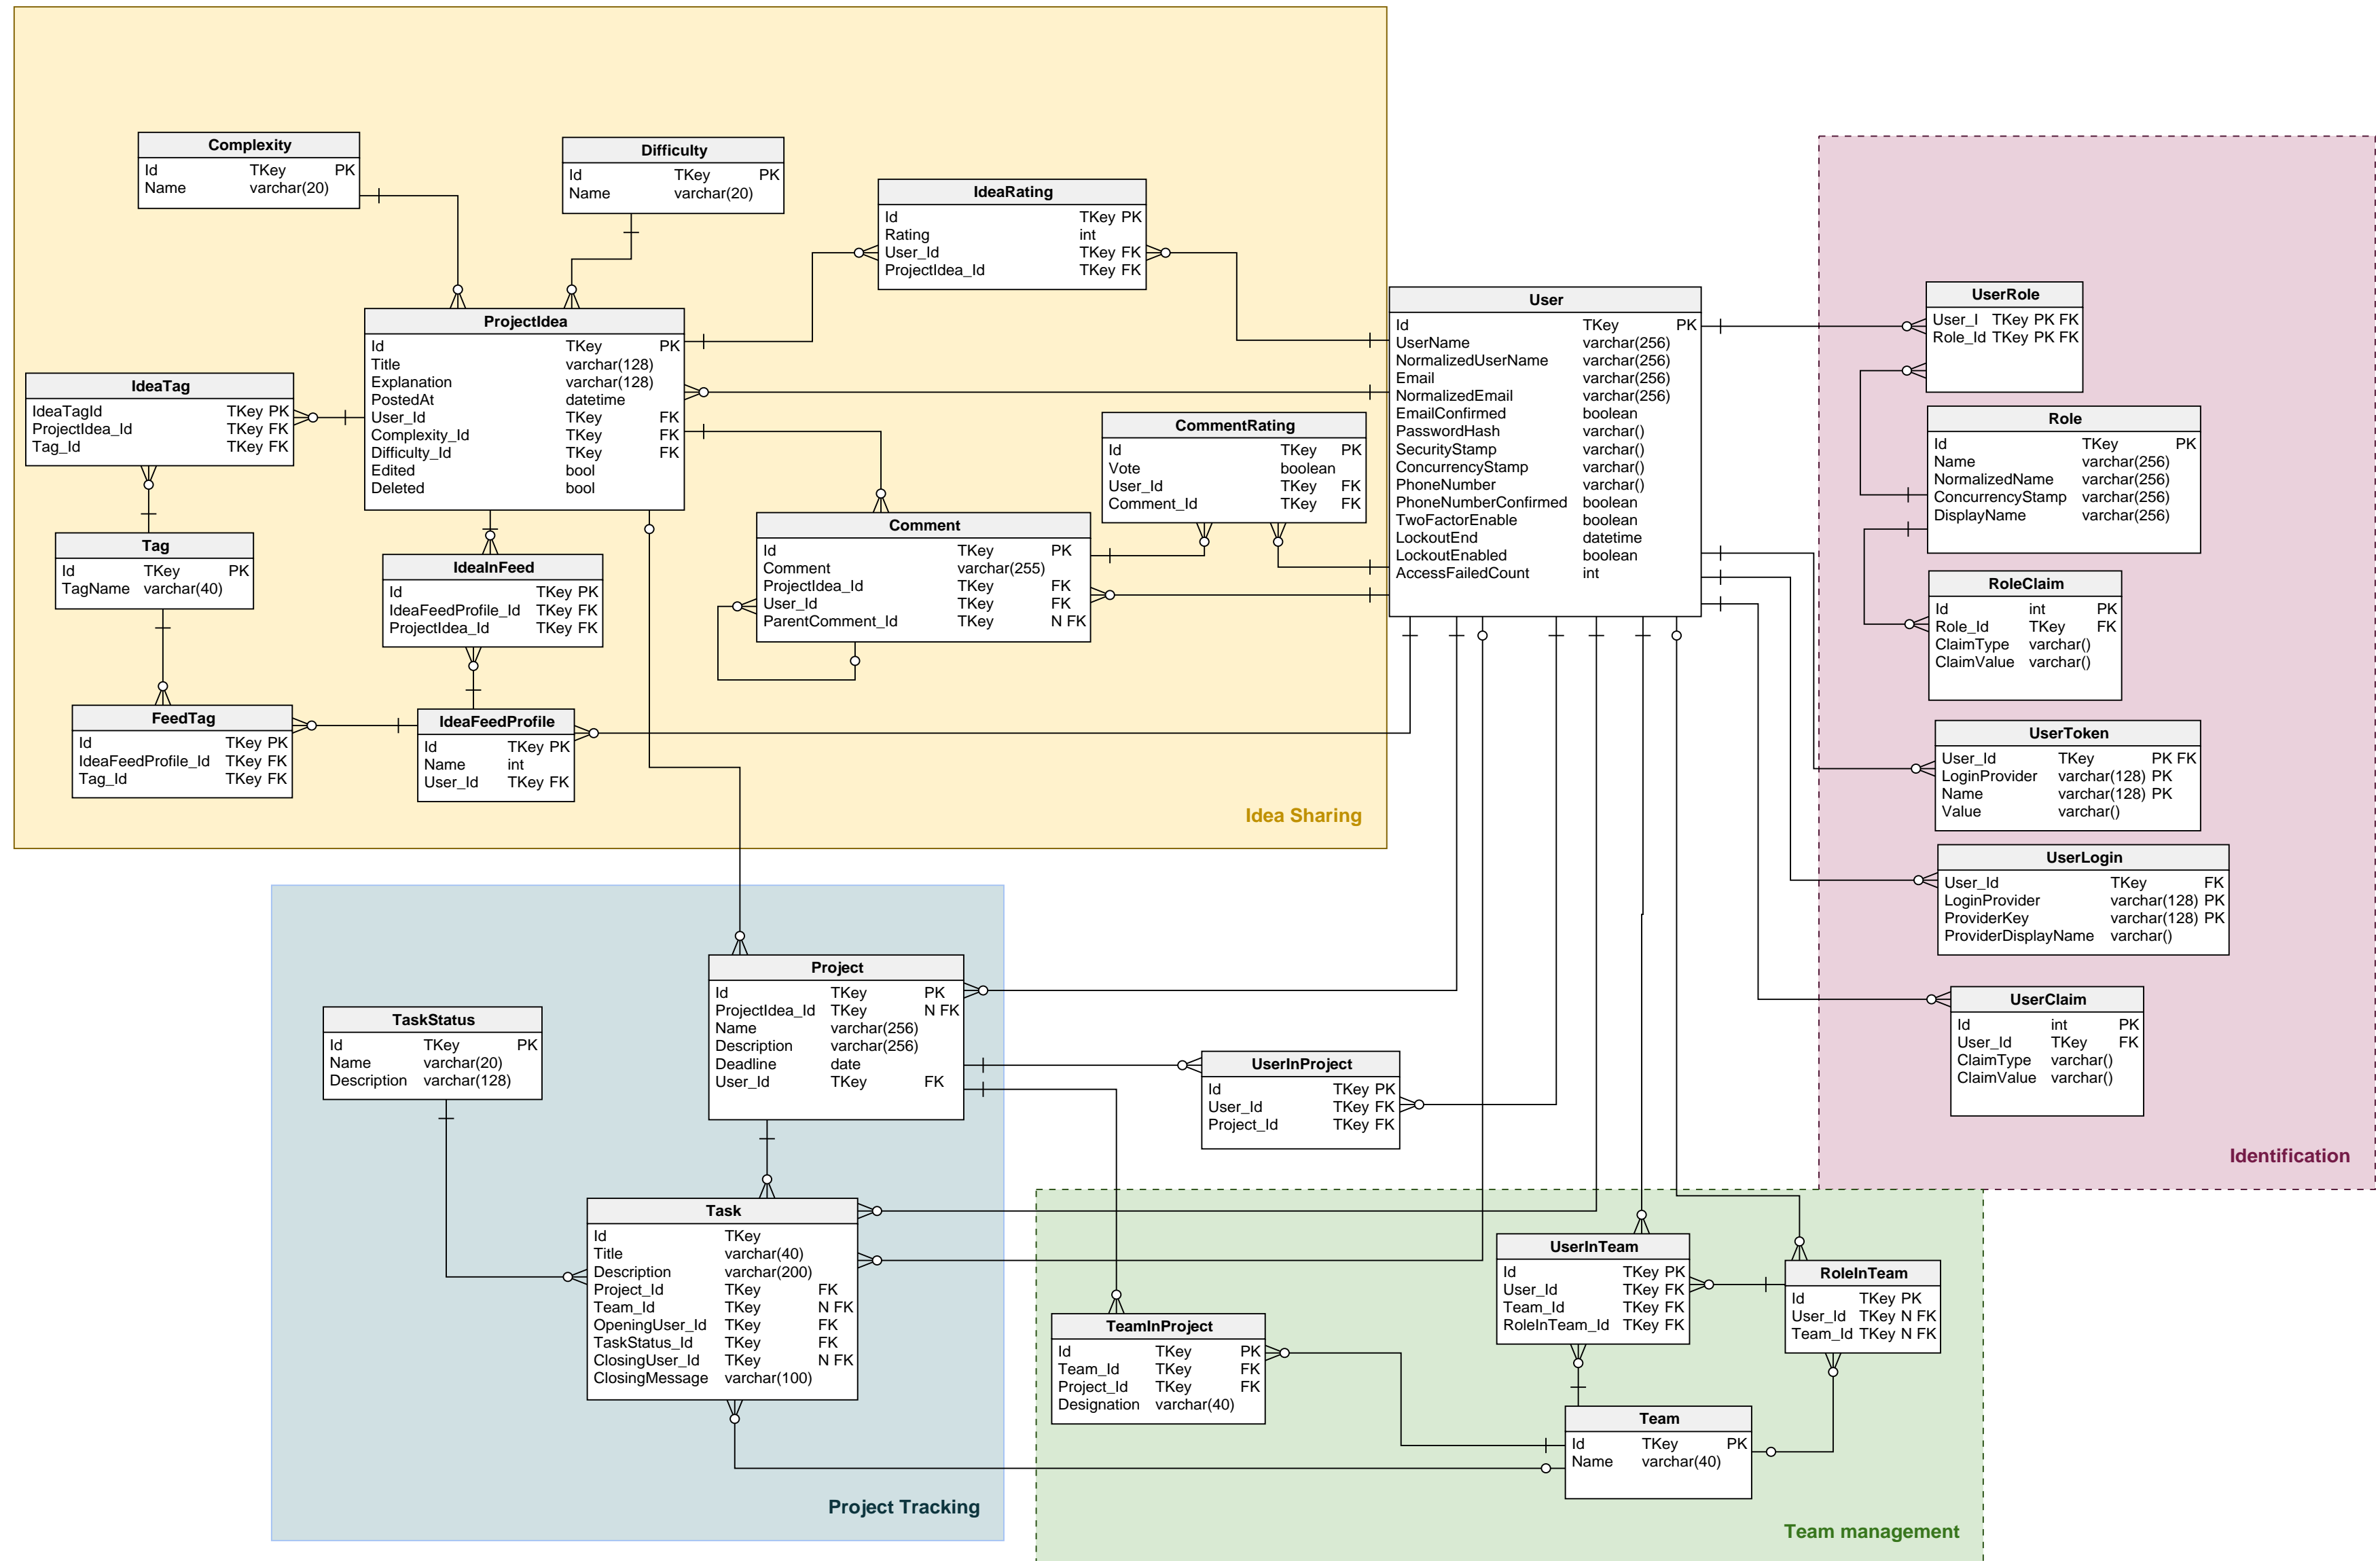 Complexity
Id TKey PK
Name varchar(20)
Difficulty
Id TKey PK
Name varchar(20)
IdeaRating
Id TKey PK
Rating int
User_Id TKey FK
ProjectIdea_Id TKey FK
ProjectIdea
Id TKey PK
Title varchar(128)
Explanation varchar(128)
PostedAt datetime
User_Id TKey FK
Complexity_Id TKey FK
Difficulty_Id TKey FK
Edited bool
Deleted bool
IdeaTag
IdeaTagId TKey PK
ProjectIdea_Id TKey FK
Tag_Id TKey FK
CommentRating
Id TKey PK
Vote boolean
User_Id TKey FK
Comment_Id TKey FK
Comment
Id TKey PK
Comment varchar(255)
ProjectIdea_Id TKey FK
User_Id TKey FK
ParentComment_Id TKey N FK
Tag
Id TKey PK
TagName varchar(40)
IdeaInFeed
Id TKey PK
IdeaFeedProfile_Id TKey FK
ProjectIdea_Id TKey FK
FeedTag
Id TKey PK
IdeaFeedProfile_Id TKey FK
Tag_Id TKey FK
IdeaFeedProfile
Id TKey PK
Name int
User_Id TKey FK
Idea Sharing
User
Id TKey PK
UserName varchar(256)
NormalizedUserName varchar(256)
Email varchar(256)
NormalizedEmail varchar(256)
EmailConfirmed boolean
PasswordHash varchar()
SecurityStamp varchar()
ConcurrencyStamp varchar()
PhoneNumber varchar()
PhoneNumberConfirmed boolean
TwoFactorEnable boolean
LockoutEnd datetime
LockoutEnabled boolean
AccessFailedCount int
UserRole
User_I TKey PK FK
Role_Id TKey PK FK
Role
Id TKey PK
Name varchar(256)
NormalizedName varchar(256)
ConcurrencyStamp varchar(256)
DisplayName varchar(256)
RoleClaim
Id int PK
Role_Id TKey FK
ClaimType varchar()
ClaimValue varchar()
UserToken
User_Id TKey PK FK
LoginProvider varchar(128) PK
Name varchar(128) PK
Value varchar()
UserLogin
User_Id TKey FK
LoginProvider varchar(128) PK
ProviderKey varchar(128) PK
ProviderDisplayName varchar()
UserClaim
Id int PK
User_Id TKey FK
ClaimType varchar()
ClaimValue varchar()
Identification
Project
Id TKey PK
ProjectIdea_Id TKey N FK
Name varchar(256)
Description varchar(256)
Deadline date
User_Id TKey FK
TaskStatus
Id TKey PK
Name varchar(20)
Description varchar(128)
UserInProject
Id TKey PK
User_Id TKey FK
Project_Id TKey FK
Task
Id TKey
Title varchar(40)
Description varchar(200)
Project_Id TKey FK
Team_Id TKey N FK
OpeningUser_Id TKey FK
TaskStatus_Id TKey FK
ClosingUser_Id TKey N FK
ClosingMessage varchar(100)
Project Tracking
UserInTeam
Id TKey PK
User_Id TKey FK
Team_Id TKey FK
RoleInTeam_Id TKey FK
RoleInTeam
Id TKey PK
User_Id TKey N FK
Team_Id TKey N FK
TeamInProject
Id TKey PK
Team_Id TKey FK
Project_Id TKey FK
Designation varchar(40)
Team
Id TKey PK
Name varchar(40)
Team management